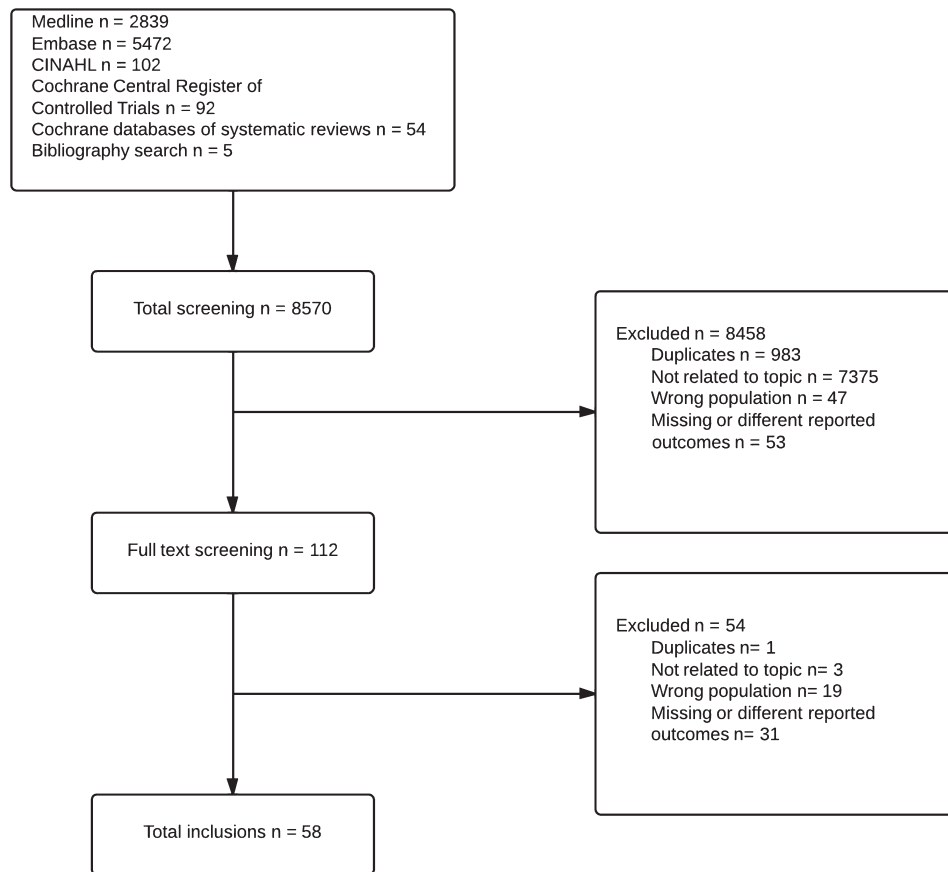 Medline n = 2839
Embase n = 5472
CINAHL n = 102
Cochrane Central Register of
Controlled Trials n = 92
Cochrane databases of systematic reviews n = 54
Bibliography search n = 5
Total screening n = 8570
Excluded n = 8458
Duplicates n = 983
Not related to topic n = 7375
Wrong population n = 47
Missing or different reported
outcomes n = 53
Full text screening n = 112
Excluded n = 54
Duplicates n= 1
Not related to topic n= 3
Wrong population n= 19
Missing or different reported
outcomes n= 31
Total inclusions n = 58